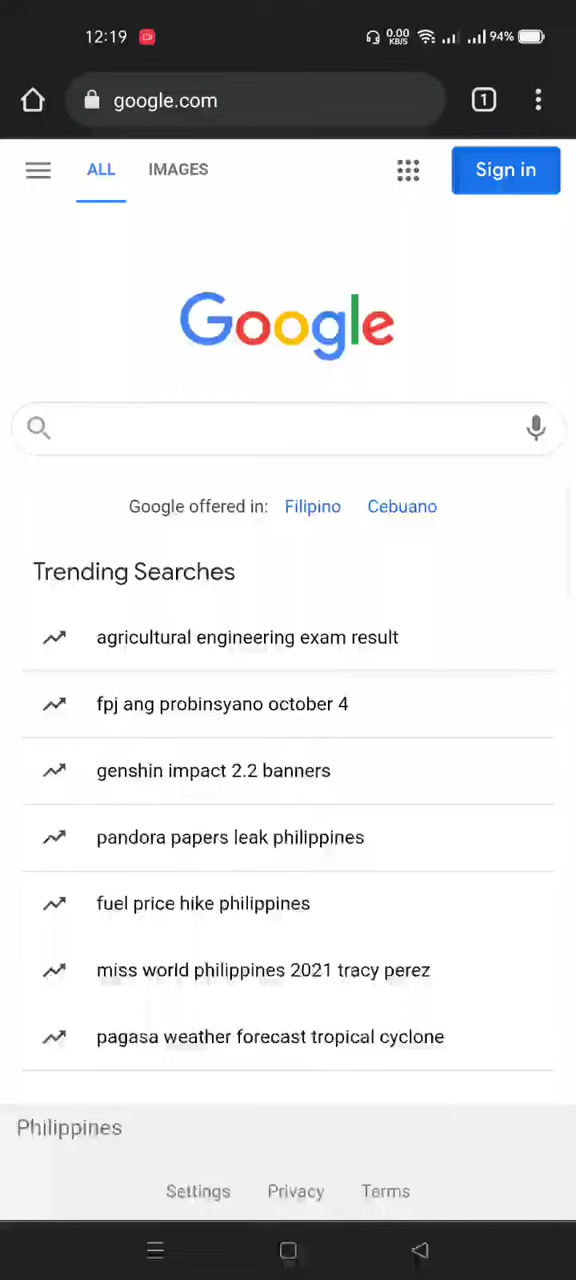 12:19 0.00 KB/S 94%
google.com 1
ALL IMAGES Sign in
Google
Google offered in: Filipino Cebuano
Trending Searches
agricultural engineering exam result
fpj ang probinsyano october 4
genshin impact 2.2 banners
pandora papers leak philippines
fuel price hike philippines
miss world philippines 2021 tracy perez
pagasa weather forecast tropical cyclone
Philippines
Settings Privacy Terms